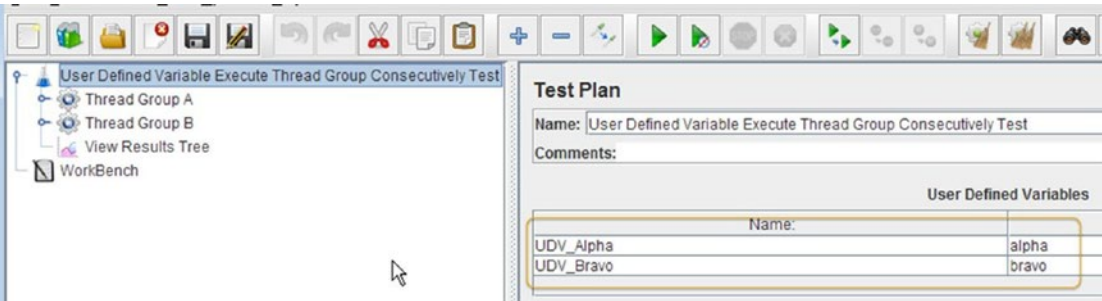 User Defined Variable Execute Thread Group Consecutively Test
Thread Group A
Thread Group B
View Results Tree
WorkBench
Test Plan
Name: User Defined Variable Execute Thread Group Consecutively Test
Comments:
User Defined Variables
Name:
UDV_Alpha alpha
UDV_Bravo bravo